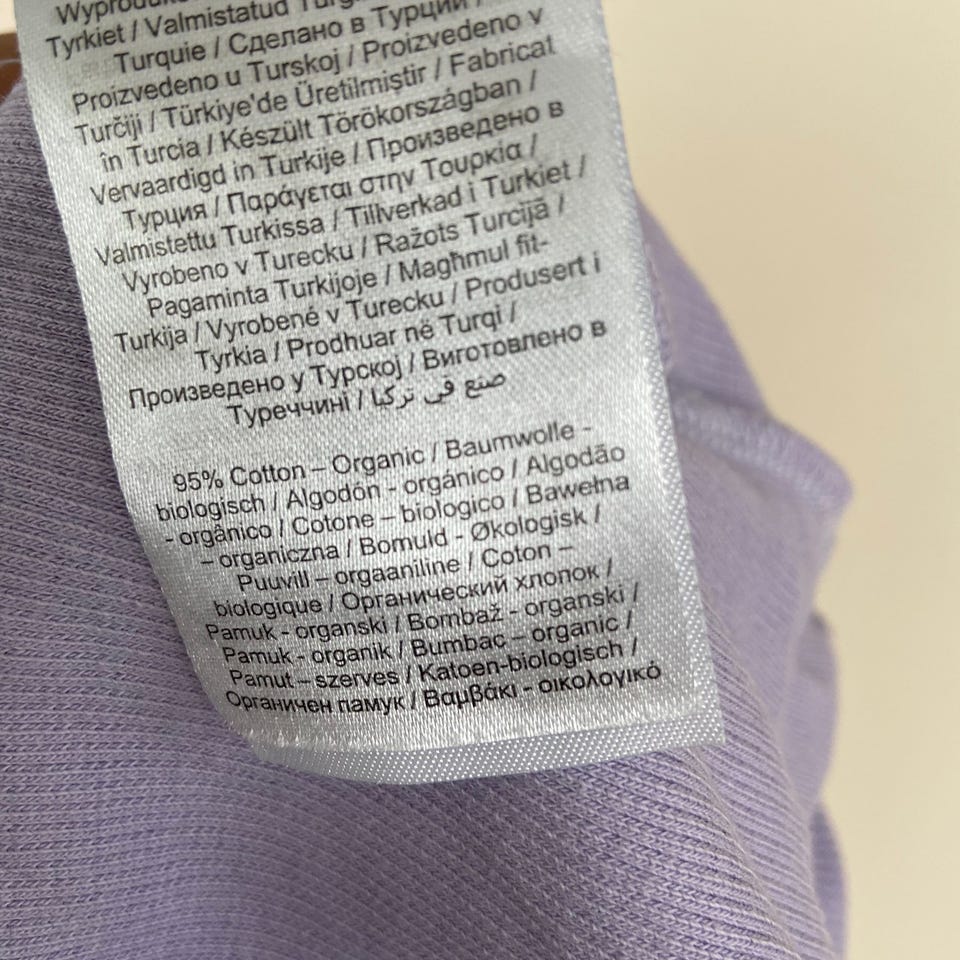 Tyrkiet / Valmistatud
Turquie / Сделано в Турции /
Proizvedeno u Turskoj / Proizvedeno v
Turčiji / Türkiye'de Üretilmiştir / Fabricat
în Turcia / Készült Törökországban /
Vervaardigd in Turkije / Произведено в
Турция / Παράγεται στην Τουρκία /
Valmistettu Turkissa / Tillverkad i Turkiet /
Vyrobeno v Turecku / Ražots Turcijā /
Pagaminta Turkijoje / Magħmul fit-
Turkija / Vyrobené v Turecku / Produsert i
Tyrkia / Prodhuar në Turqi /
Произведено у Турској / Виготовлено в
Туреччині / صنع في تركيا
95% Cotton – Organic / Baumwolle -
biologisch / Algodón - orgánico / Algodão
- orgânico / Cotone – biologico / Bawełna
– organiczna / Bomuld - Økologisk /
Puuvill – orgaaniline / Coton –
biologique / Органический хлопок /
Pamuk - organski / Bombaž - organski /
Pamuk - organik / Bumbac – organic /
Pamut – szerves / Katoen-biologisch /
Органичен памук / Βαμβάκι - οικολογικό